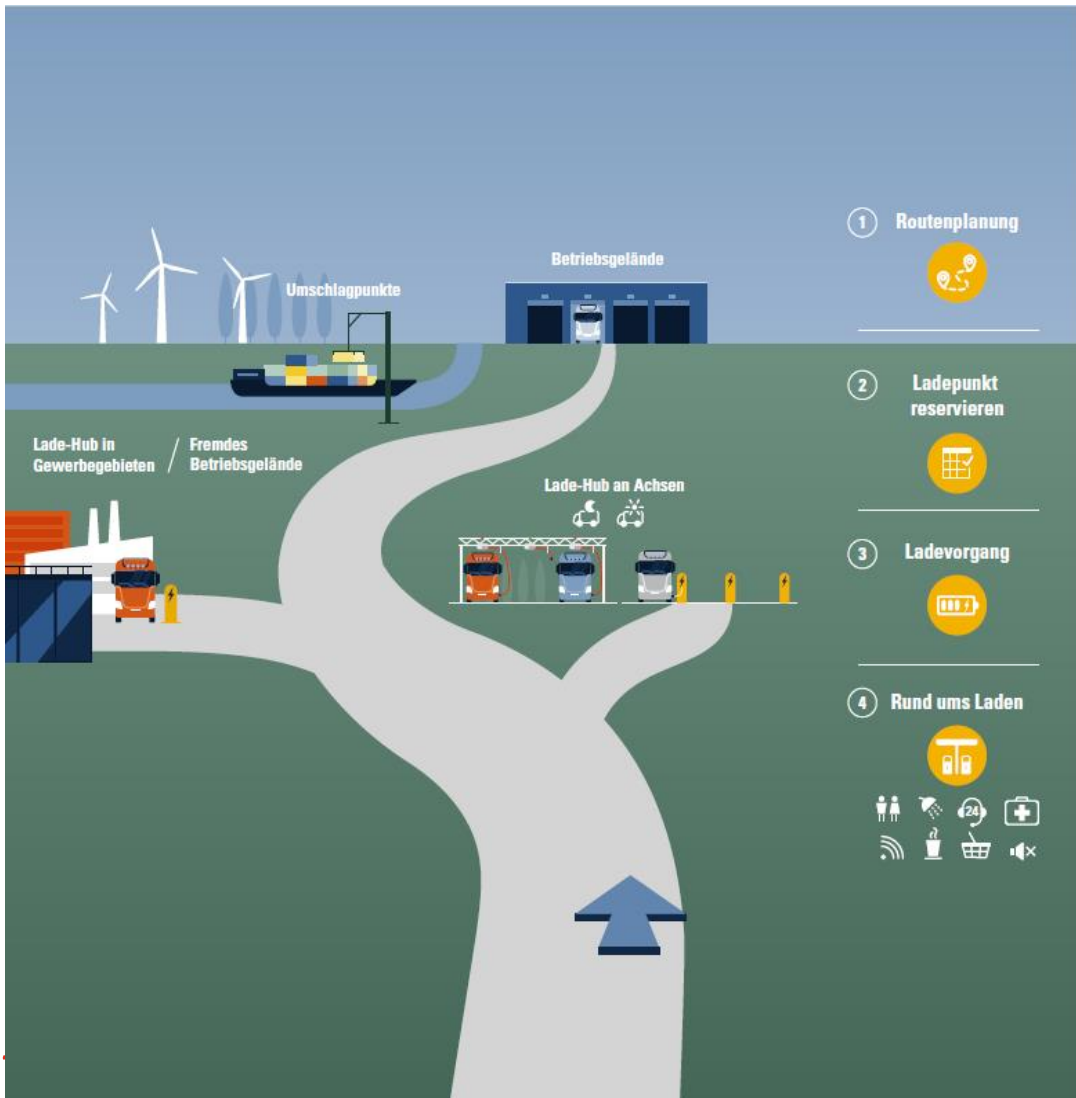 Umschlagpunkte
Betriebsgelände
Lade-Hub in
Gewerbegebieten
/
Fremdes
Betriebsgelände
Lade-Hub an Achsen
1 Routenplanung
2 Ladepunkt
reservieren
3 Ladevorgang
4 Rund ums Laden
24